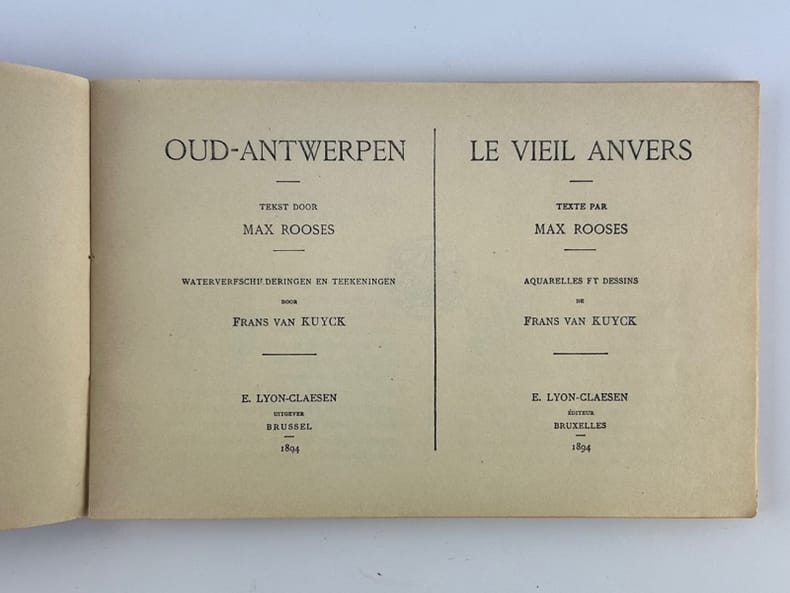 OUD-ANTWERPEN
TEKST DOOR
MAX ROOSES
WATERVERFSCHILDERINGEN EN TEEKENINGEN
DOOR
FRANS VAN KUYCK
E. LYON-CLAESEN
UITGEVER
BRUSSEL
1894
LE VIEIL ANVERS
TEXTE PAR
MAX ROOSES
AQUARELLES ET DESSINS
DE
FRANS VAN KUYCK
E. LYON-CLAESEN
ÉDITEUR
BRUXELLES
1894